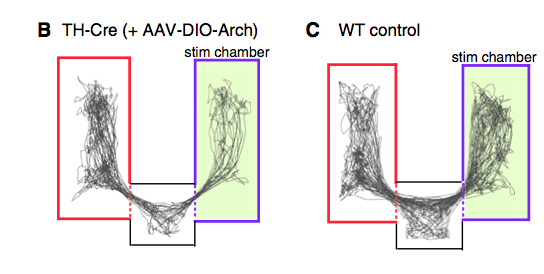 B TH-Cre (+ AAV-DIO-Arch)
stim chamber
C WT control
stim chamber